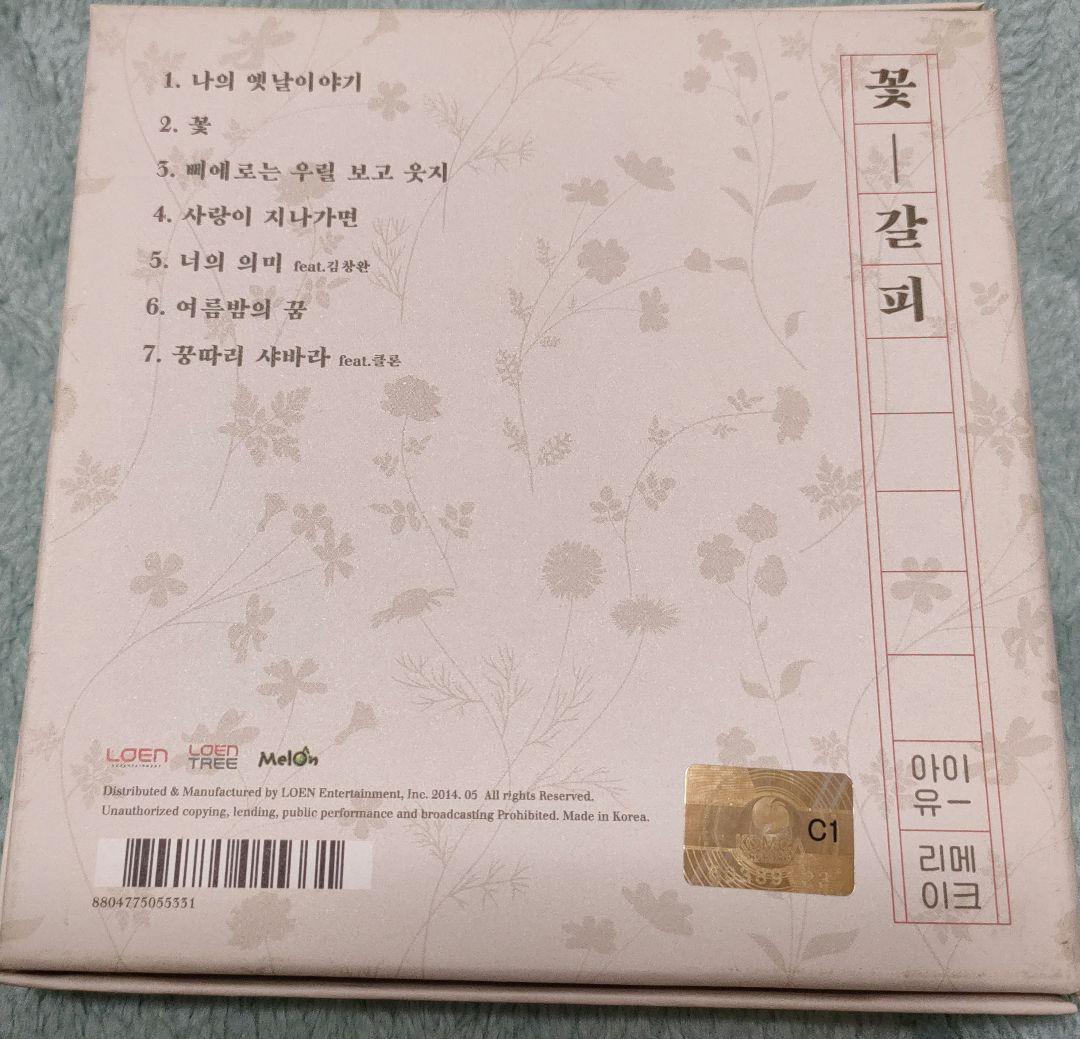 1. 나의 옛날이야기
2. 꽃
3. 삐에로는 우릴 보고 웃지
4. 사랑이 지나가면
5. 너의 의미 feat.김창완
6. 여름밤의 꿈
7. 꿍따리 샤바라 feat.클론
꽃
ㅣ
갈
피
아이
유ㅡ
리메
이크
LOEN
entertainment
LOEN
TREE
MelOn
Distributed & Manufactured by LOEN Entertainment, Inc. 2014. 05 All rights Reserved.
Unauthorized copying, lending, public performance and broadcasting Prohibited. Made in Korea.
8804775055331
KOMCA
C1